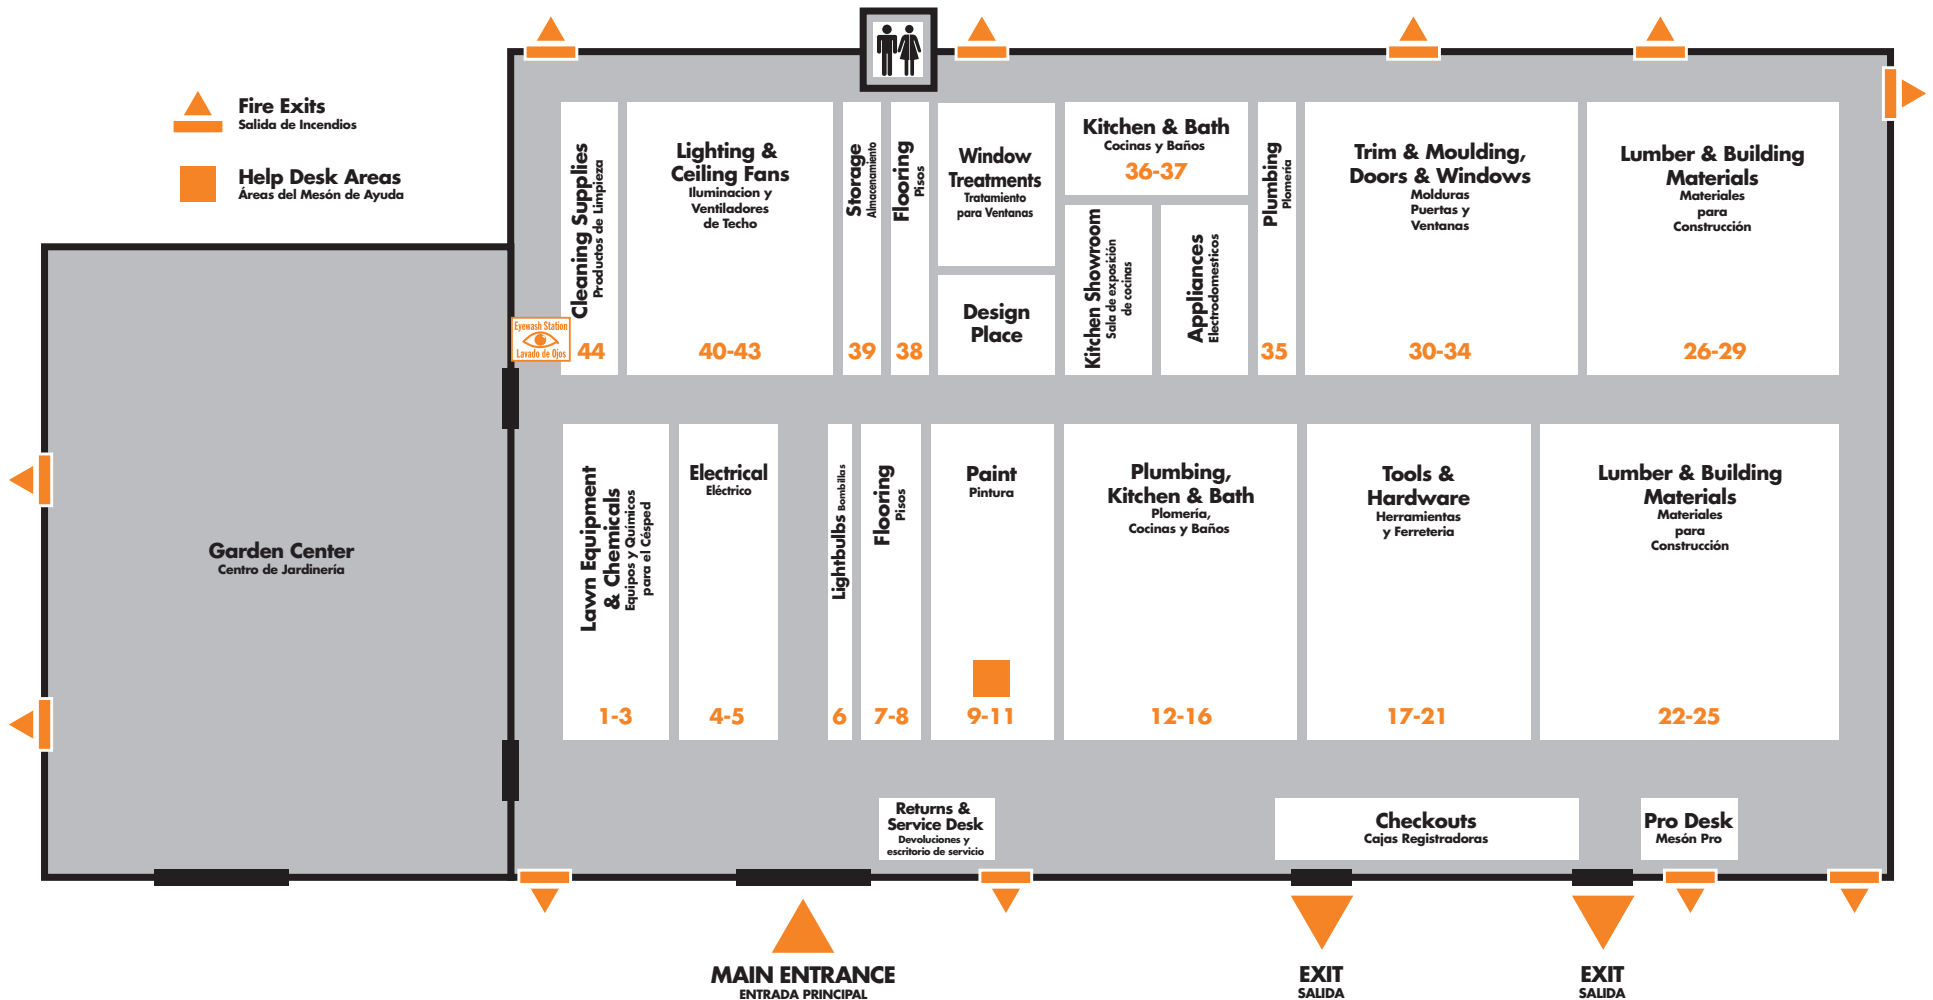 Fire Exits
Salida de Incendios
Help Desk Areas
Áreas del Mesón de Ayuda
Cleaning Supplies
Productos de Limpieza
44
Eyewash Station
Lavado de Ojos
Lighting &
Ceiling Fans
Iluminacion y
Ventiladores
de Techo
40-43
Storage
Almacenamiento
39
Flooring
Pisos
38
Window
Treatments
Tratamiento
para Ventanas
Design
Place
Kitchen & Bath
Cocinas y Baños
36-37
Kitchen Showroom
Sala de exposición
de cocinas
Appliances
Electrodomesticos
Plumbing
Plomería
35
Trim & Moulding,
Doors & Windows
Molduras
Puertas y
Ventanas
30-34
Lumber & Building
Materials
Materiales
para
Construcción
26-29
Garden Center
Centro de Jardinería
Lawn Equipment
& Chemicals
Equipos y Químicos
para el Césped
1-3
Electrical
Eléctrico
4-5
Lightbulbs Bombillas
6
Flooring
Pisos
7-8
Paint
Pintura
9-11
Plumbing,
Kitchen & Bath
Plomería,
Cocinas y Baños
12-16
Tools &
Hardware
Herramientas
y Ferreteria
17-21
Lumber & Building
Materials
Materiales
para
Construcción
22-25
Returns &
Service Desk
Devoluciones y
escritorio de servicio
Checkouts
Cajas Registradoras
Pro Desk
Mesón Pro
MAIN ENTRANCE
ENTRADA PRINCIPAL
EXIT
SALIDA
EXIT
SALIDA